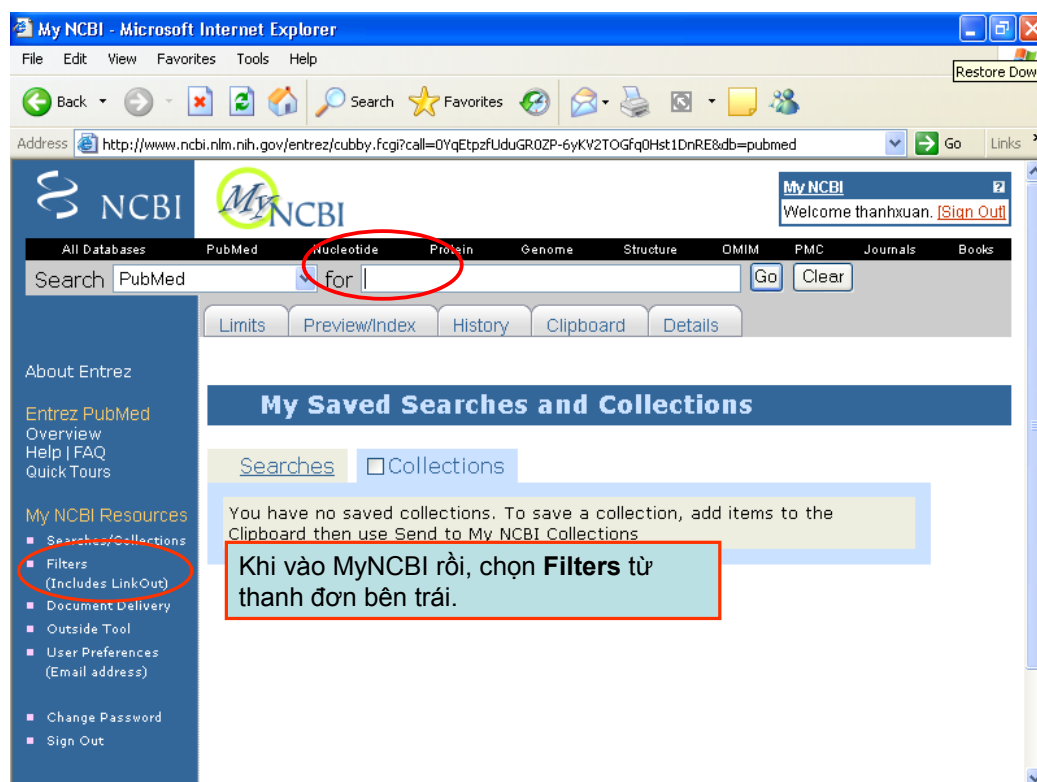 My NCBI - Microsoft Internet Explorer
File Edit View Favorites Tools Help
Restore Dow
Back Search Favorites
Address http://www.ncbi.nlm.nih.gov/entrez/cubby.fcgi?call=0YqEtpzfUduGR0ZP-6yKV2TOGfq0Hst1DnRE&db=pubmed Go Links
NCBI
My NCBI
My NCBI
Welcome thanhxuan. [Sign Out]
All Databases PubMed Nucleotide Protein Genome Structure OMIM PMC Journals Books
Search PubMed for Go Clear
Limits Preview/Index History Clipboard Details
About Entrez
Entrez PubMed
Overview
Help | FAQ
Quick Tours
My NCBI Resources
Searches/Collections
Filters
(Includes LinkOut)
Document Delivery
Outside Tool
User Preferences
(Email address)
Change Password
Sign Out
My Saved Searches and Collections
Searches Collections
You have no saved collections. To save a collection, add items to the
Clipboard then use Send to My NCBI Collections
Khi vào MyNCBI rồi, chọn Filters từ
thanh đơn bên trái.